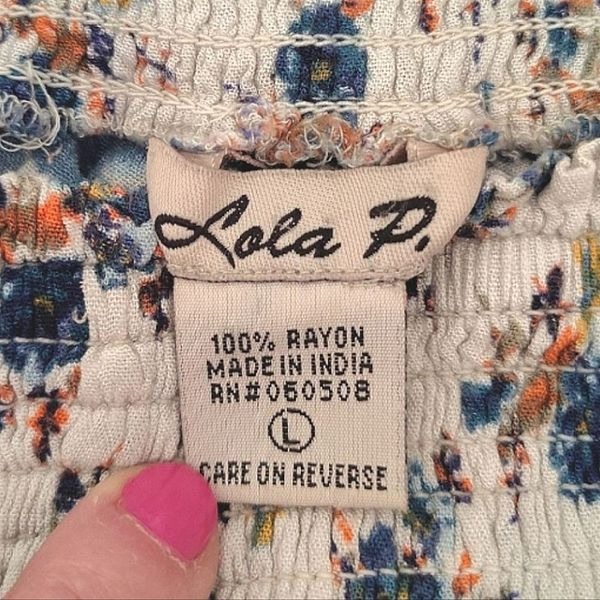 Lola P.
100% RAYON
MADE IN INDIA
RN#060508
L
CARE ON REVERSE